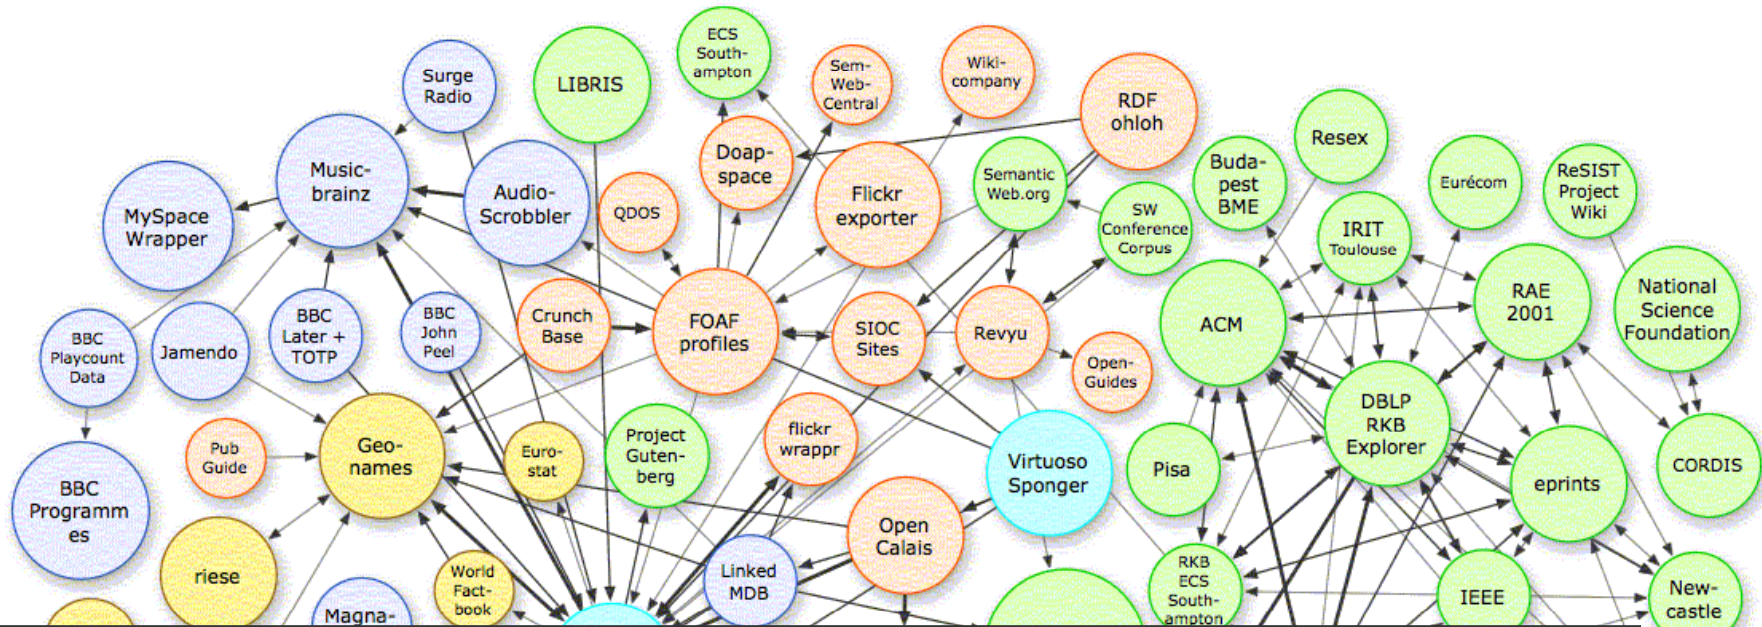 ECS
South-
ampton
Surge
Radio
LIBRIS
Sem-
Web-
Central
Wiki-
company
RDF
ohloh
Resex
Music-
brainz
Audio-
Scrobbler
Doap-
space
Flickr
exporter
Semantic
Web.org
Buda-
pest
BME
Eurécom
ReSIST
Project
Wiki
MySpace
Wrapper
QDOS
SW
Conference
Corpus
IRIT
Toulouse
BBC
Playcount
Data
Jamendo
BBC
Later +
TOTP
BBC
John
Peel
Crunch
Base
FOAF
profiles
SIOC
Sites
Revyu
Open-
Guides
ACM
RAE
2001
National
Science
Foundation
Pub
Guide
Geo-
names
Euro-
stat
Project
Guten-
berg
flickr
wrappr
Virtuoso
Sponger
Pisa
DBLP
RKB
Explorer
eprints
CORDIS
BBC
Programm
es
riese
World
Fact-
book
Magna-
Linked
MDB
Open
Calais
RKB
ECS
South-
ampton
IEEE
New-
castle